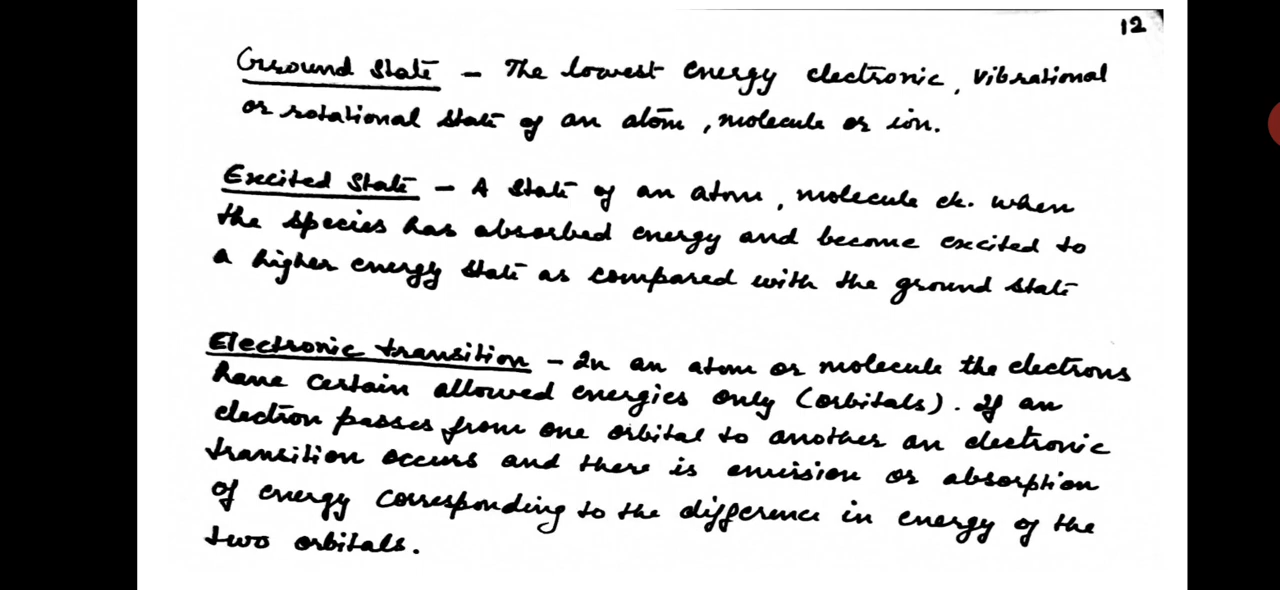 12
Ground State - The lowest energy electronic, vibrational
or rotational state of an atom, molecule or ion.
Excited State - A state of an atom, molecule etc. when
the species has absorbed energy and become excited to
a higher energy state as compared with the ground state
Electronic transition - In an atom or molecule the electrons
have certain allowed energies only (orbitals). If an
electron passes from one orbital to another an electronic
transition occurs and there is emission or absorption
of energy corresponding to the difference in energy of the
two orbitals.